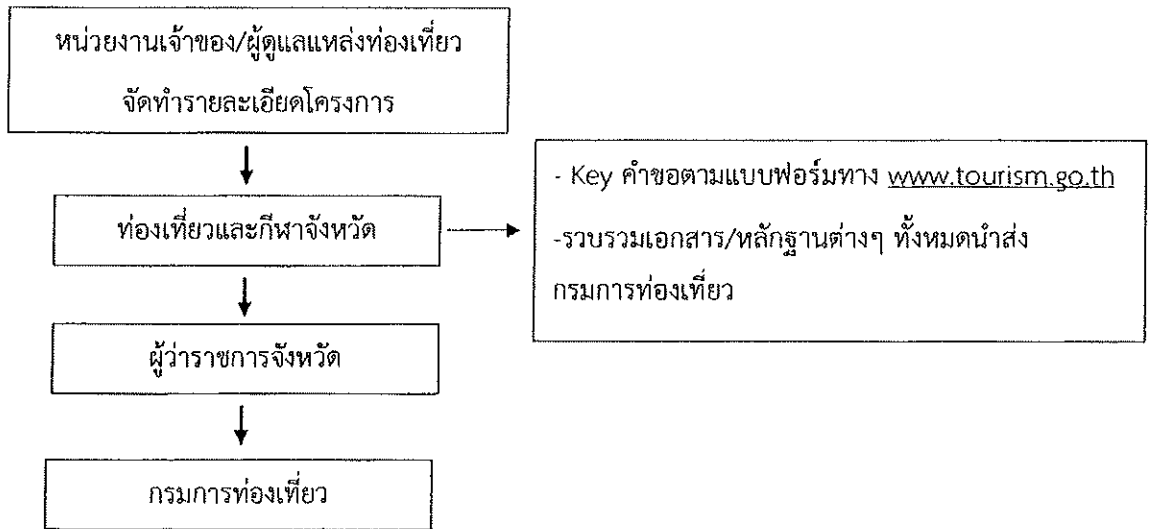 หน่วยงานเจ้าของ/ผู้ดูแลแหล่งท่องเที่ยว
จัดทำรายละเอียดโครงการ
ท่องเที่ยวและกีฬาจังหวัด
- Key คำขอตามแบบฟอร์มทาง www.tourism.go.th
-รวบรวมเอกสาร/หลักฐานต่างๆ ทั้งหมดนำส่ง
กรมการท่องเที่ยว
ผู้ว่าราชการจังหวัด
กรมการท่องเที่ยว